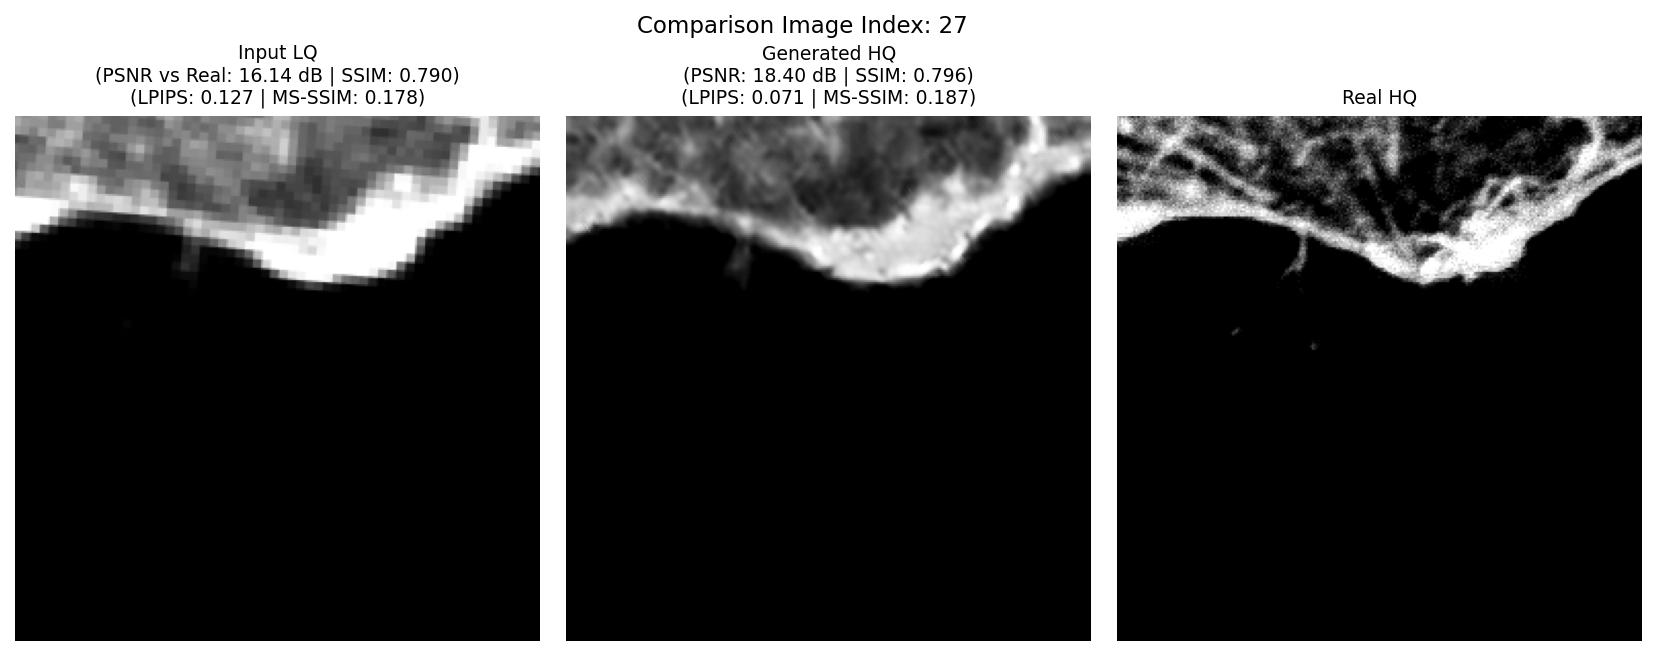 Comparison Image Index: 27
Input LQ
(PSNR vs Real: 16.14 dB | SSIM: 0.790)
(LPIPS: 0.127 | MS-SSIM: 0.178)
Generated HQ
(PSNR: 18.40 dB | SSIM: 0.796)
(LPIPS: 0.071 | MS-SSIM: 0.187)
Real HQ